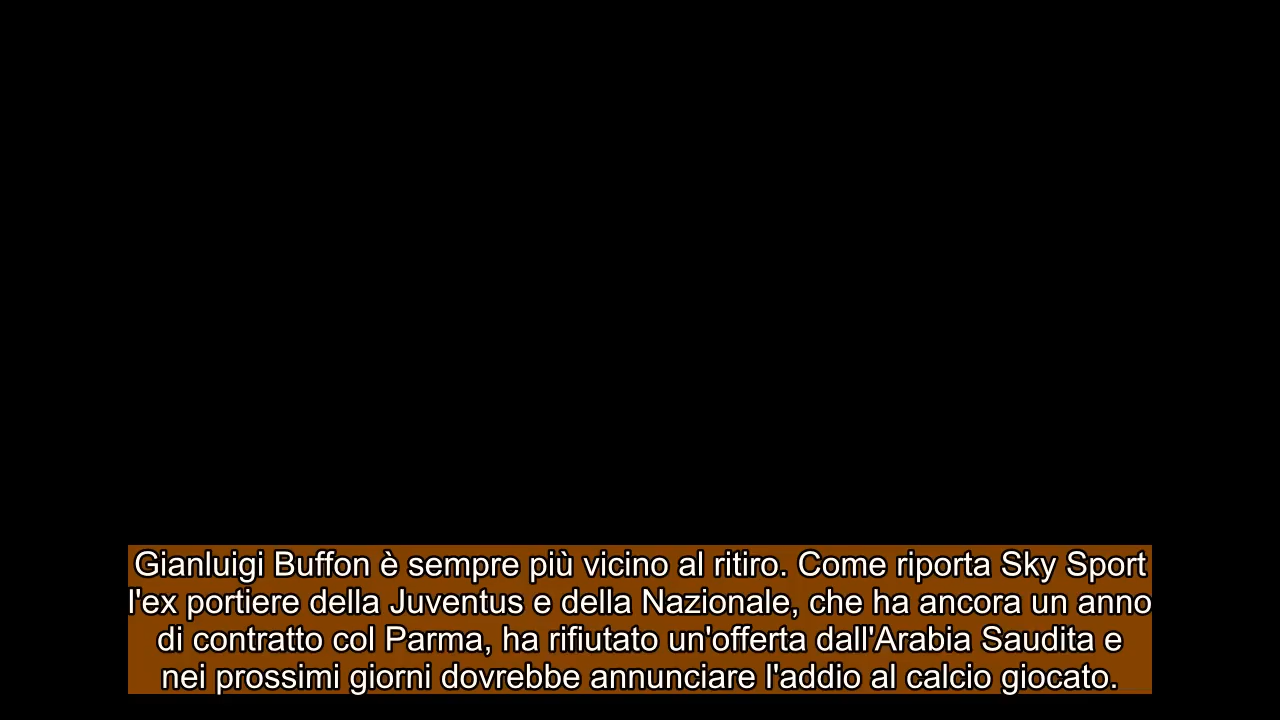 Gianluigi Buffon è sempre più vicino al ritiro. Come riporta Sky Sport
l'ex portiere della Juventus e della Nazionale, che ha ancora un anno
di contratto col Parma, ha rifiutato un'offerta dall'Arabia Saudita e
nei prossimi giorni dovrebbe annunciare l'addio al calcio giocato.